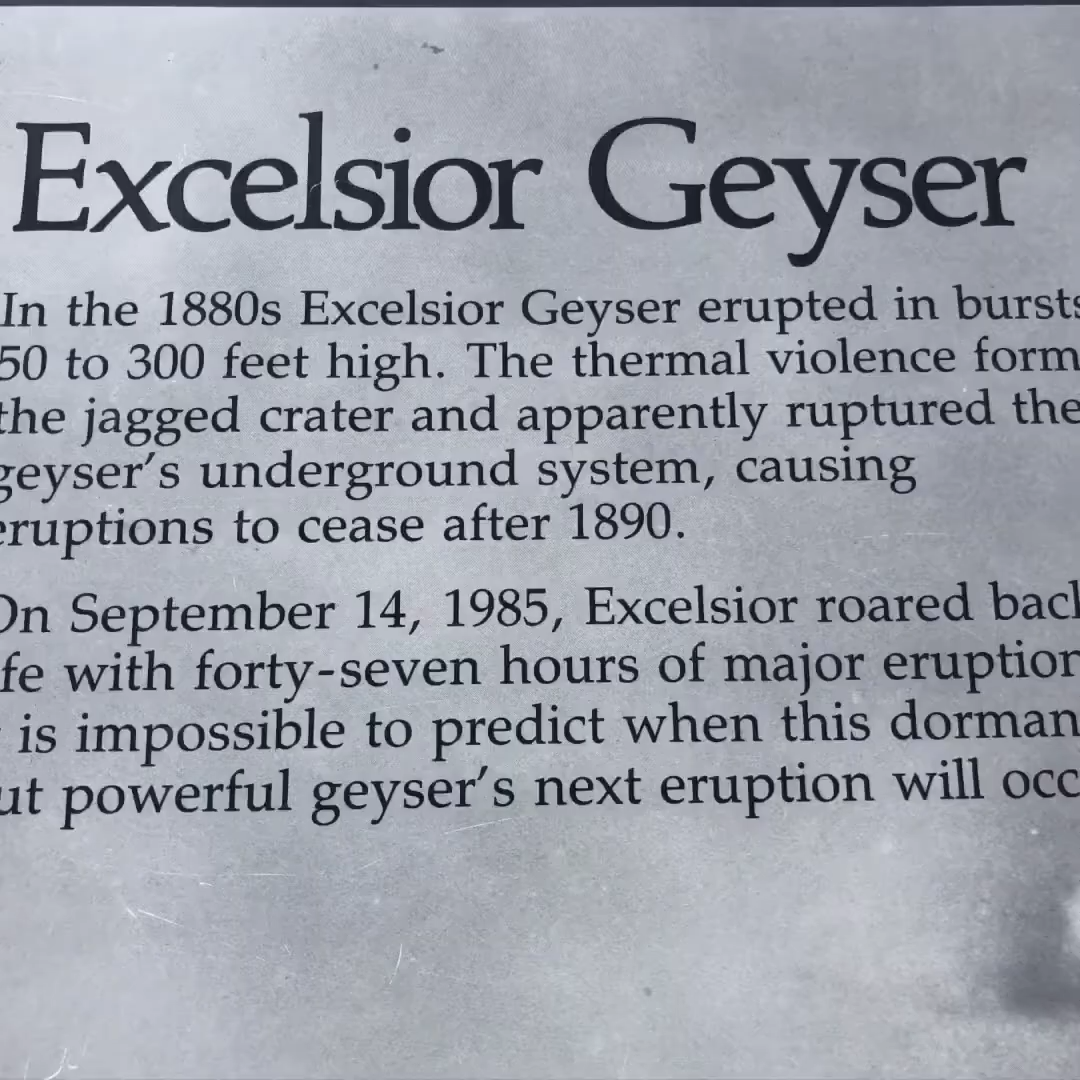 Excelsior Geyser
In the 1880s Excelsior Geyser erupted in bursts
50 to 300 feet high. The thermal violence form
the jagged crater and apparently ruptured the
geyser's underground system, causing
eruptions to cease after 1890.
On September 14, 1985, Excelsior roared back
fe with forty-seven hours of major eruption
is impossible to predict when this dorman
ut powerful geyser's next eruption will occ